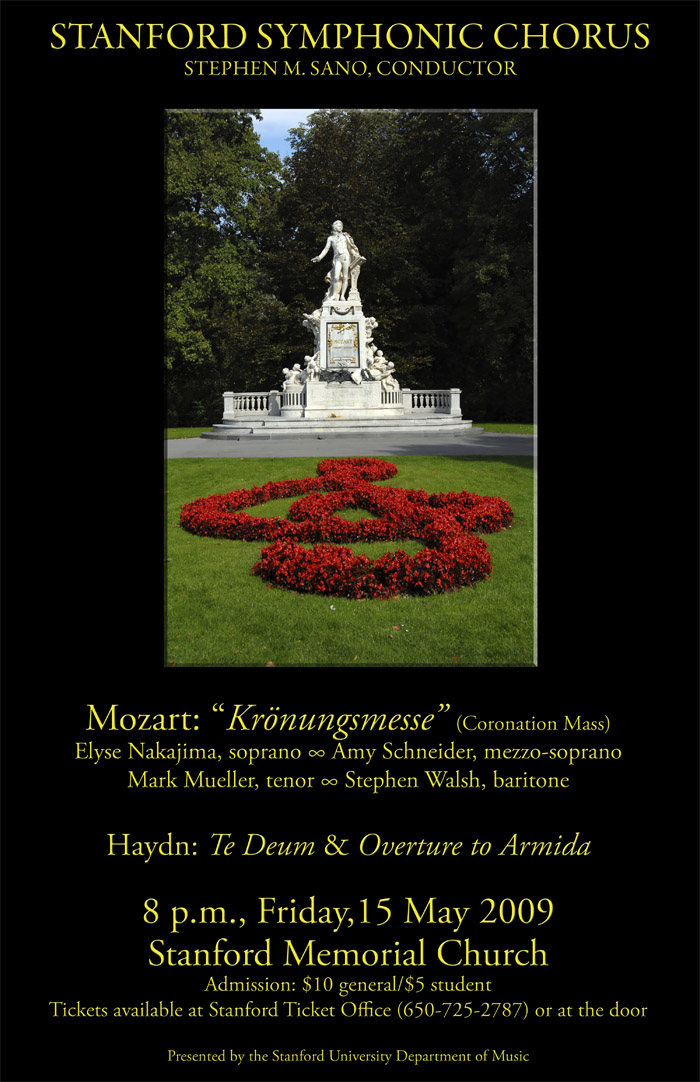 STANFORD SYMPHONIC CHORUS
STEPHEN M. SANO, CONDUCTOR
MOZART
Mozart: “Krönungsmesse” (Coronation Mass)
Elyse Nakajima, soprano ∞ Amy Schneider, mezzo-soprano
Mark Mueller, tenor ∞ Stephen Walsh, baritone
Haydn: Te Deum & Overture to Armida
8 p.m., Friday,15 May 2009
Stanford Memorial Church
Admission: $10 general/$5 student
Tickets available at Stanford Ticket Office (650-725-2787) or at the door
Presented by the Stanford University Department of Music